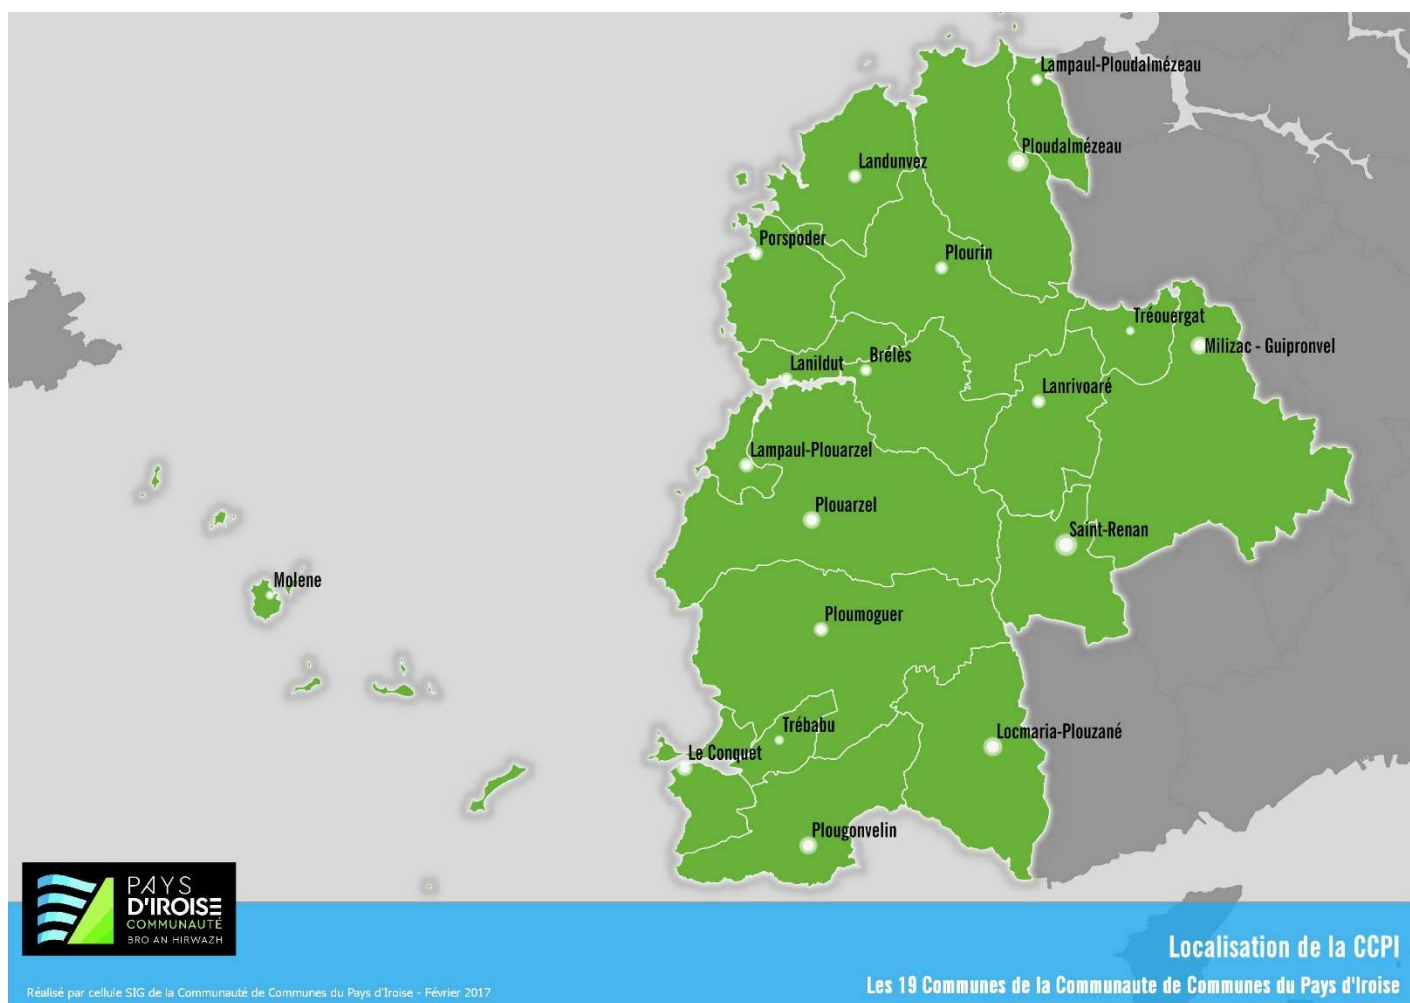 Lampaul-Ploudalmézeau
Ploudalmézeau
Landunvez
Porspoder
Plourin
Tréouergat
Milizac - Guipronvel
Lanildut
Brélès
Lanrivoaré
Lampaul-Plouarzel
Plouarzel
Saint-Renan
Molene
Ploumoguer
Trébabu
Locmaria-Plouzané
Le Conquet
Plougonvelin
PAYS
D'IROISE
COMMUNAUTÉ
BRO AN HIRWAZH
Localisation de la CCPI
Les 19 Communes de la Communaute de Communes du Pays d'Iroise
Réalisé par cellule SIG de la Communauté de Communes du Pays d'Iroise - Février 2017